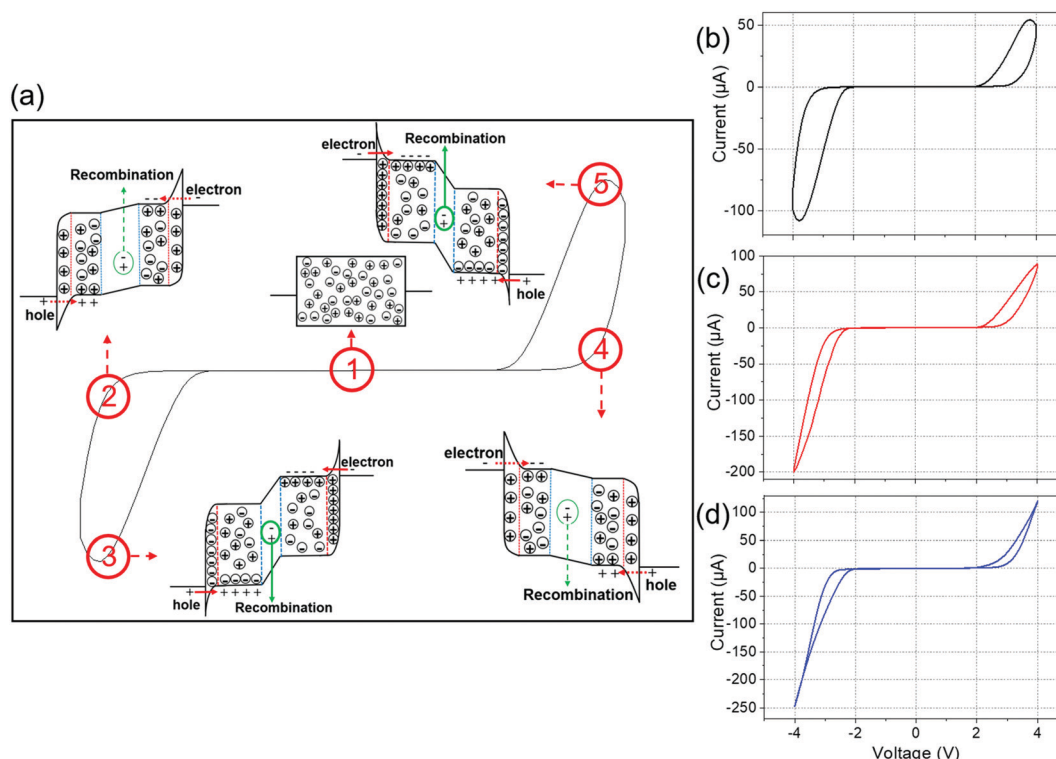 (a)
Recombination
electron
-
hole
+
+ +
- -
-
+
electron
-
Recombination
- - - -
-
+
+ + + +
+
hole
1
2
3
4
5
electron
-
- - - -
-
+
hole
+
+ + + +
Recombination
electron
-
- -
-
+
+ +
+
hole
Recombination
(b)
Current (µA)
50
0
-50
-100
(c)
Current (µA)
100
50
0
-50
-100
-150
-200
(d)
Current (µA)
100
50
0
-50
-100
-150
-200
-250
-4 -2 0 2 4
Voltage (V)